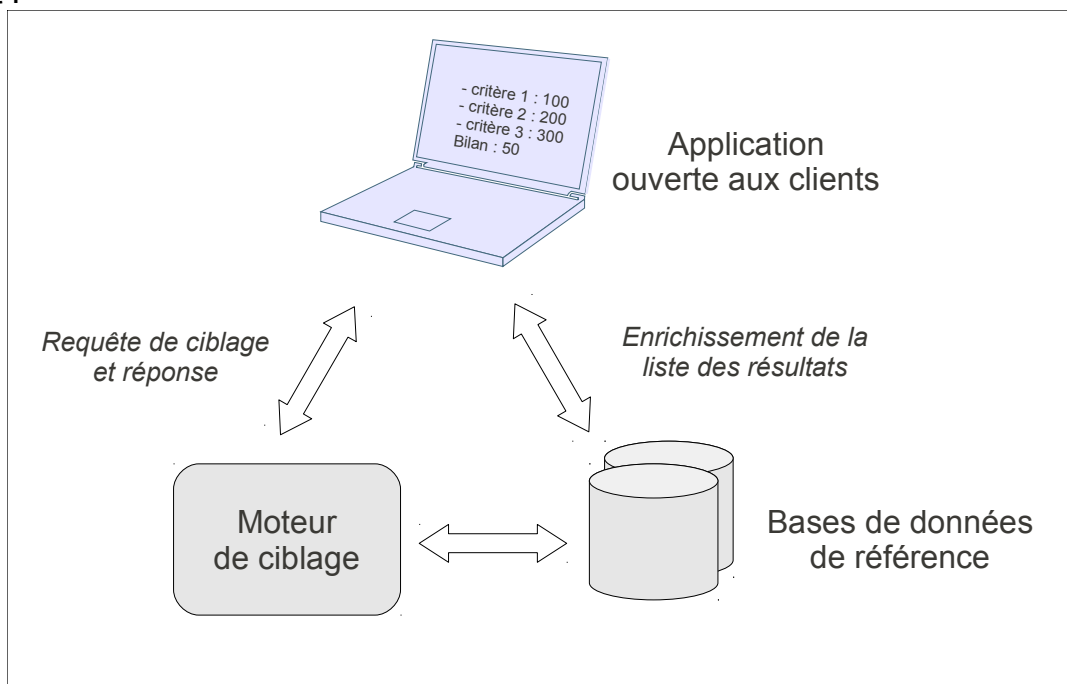 - critère 1 : 100
- critère 2 : 200
- critère 3 : 300
Bilan : 50
Application
ouverte aux clients
Requête de ciblage
et réponse
Enrichissement de la
liste des résultats
Moteur
de ciblage
Bases de données
de référence